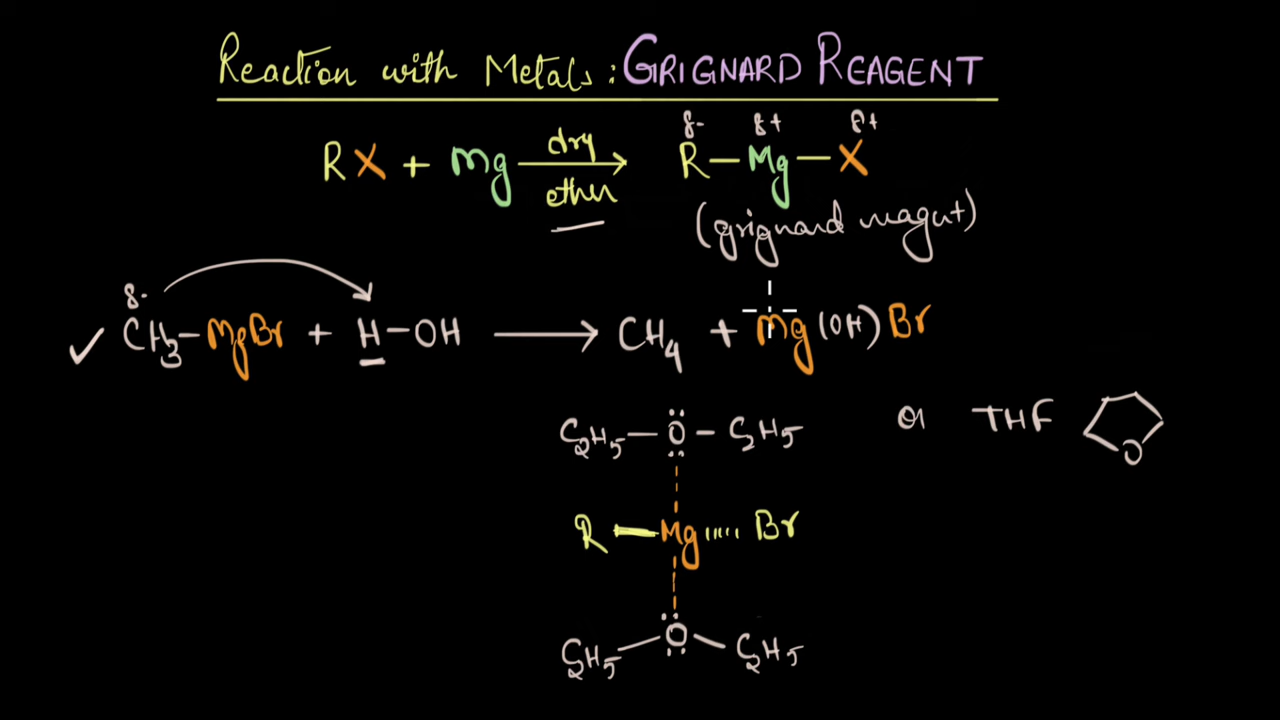 Reaction with Metals: GRIGNARD REAGENT
RX + Mg dry ether → R–Mg–X
δ- δ+ δ+
(grignard reagent)
δ-
CH3–MgBr + H–OH → CH4 + Mg(OH)Br
C2H5–O–C2H5 or THF O
R–Mg Br
C2H5–O–C2H5